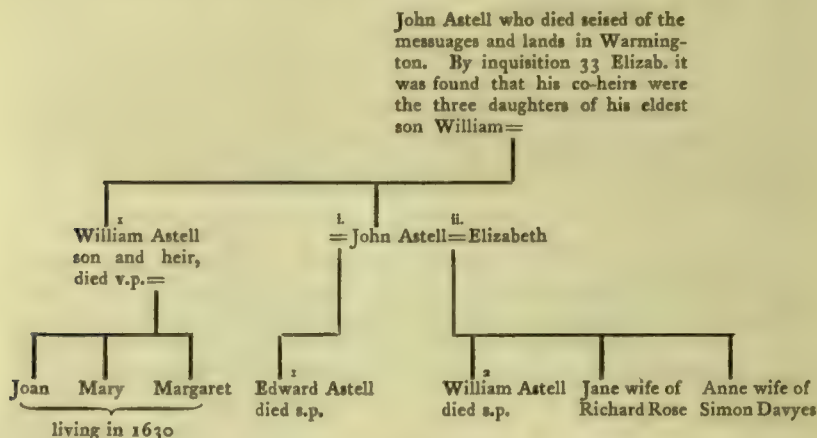 John Astell who died seised of the
messuages and lands in Warming-
ton. By inquisition 33 Elizab. it
was found that his co-heirs were
the three daughters of his eldest
son William=
1
William Astell
son and heir,
died v.p.=
i. ii.
=John Astell=Elizabeth
Joan Mary Margaret
living in 1630
1
Edward Astell
died s.p.
2
William Astell
died s.p.
Jane wife of
Richard Rose
Anne wife of
Simon Davyes